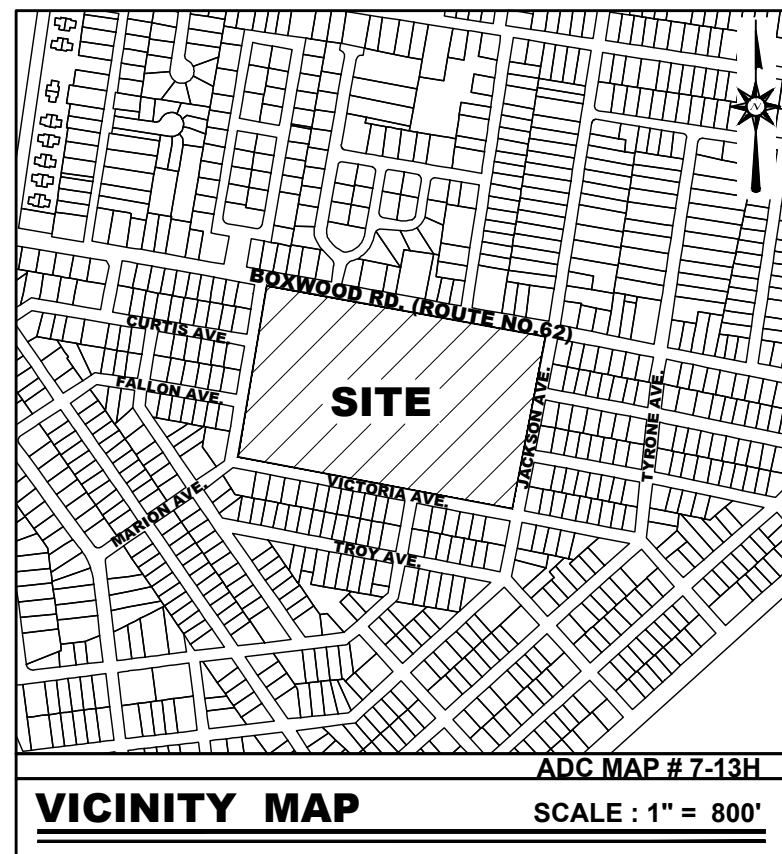 N
BOXWOOD RD. (ROUTE NO.62)
CURTIS AVE.
FALLON AVE.
SITE
JACKSON AVE.
TYRONE AVE.
MARION AVE.
VICTORIA AVE.
TROY AVE.
ADC MAP # 7-13H
VICINITY MAP
SCALE : 1" = 800'